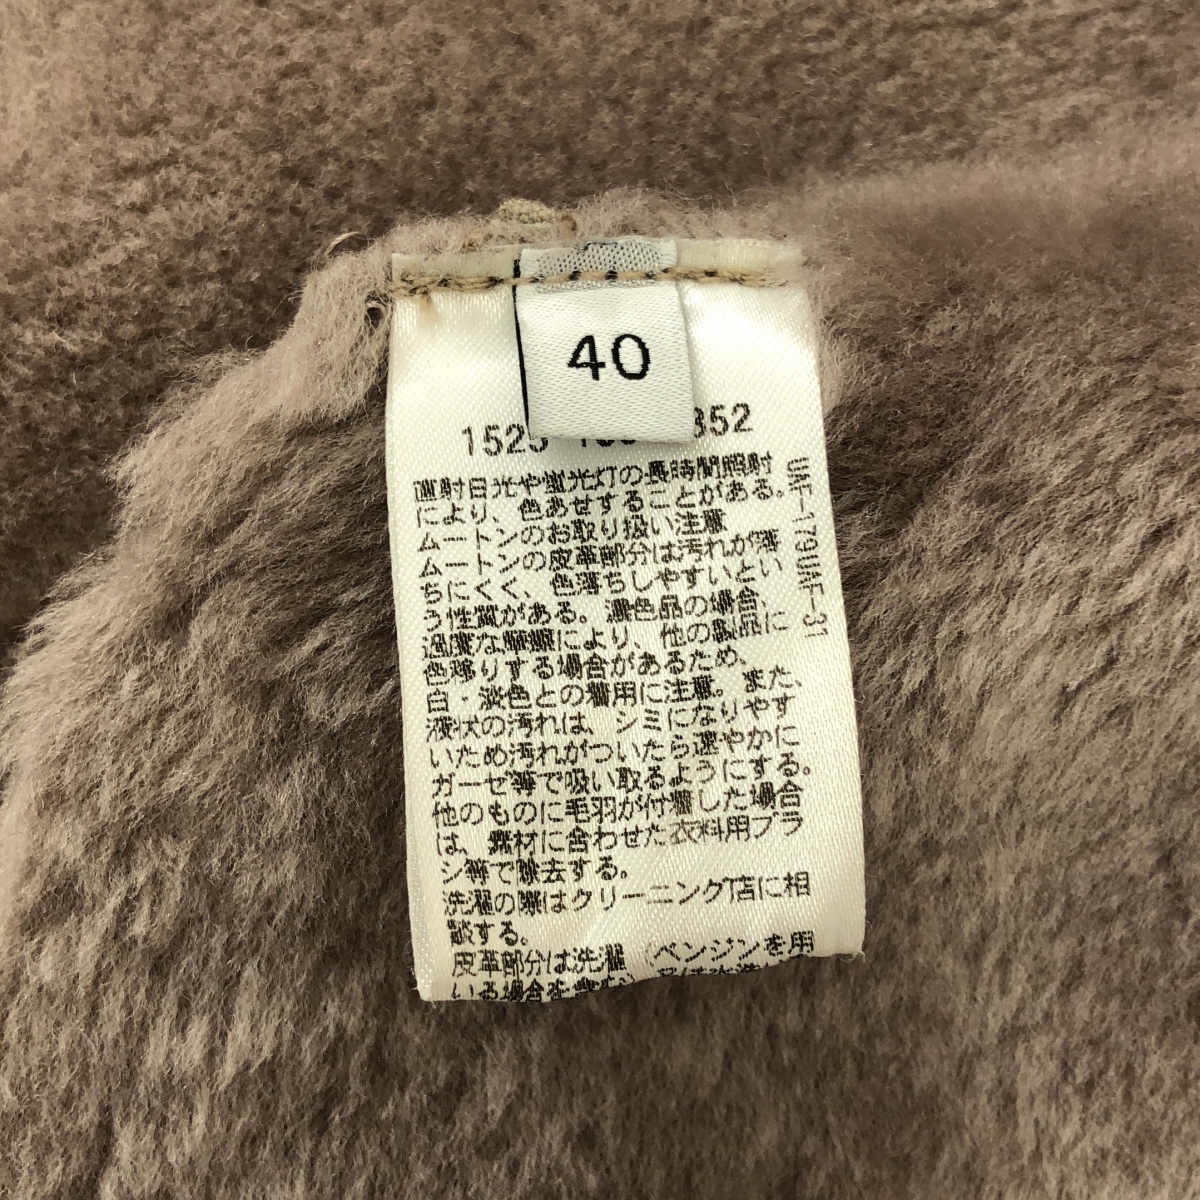 40
1525 852
直射日光や蛍光灯の長時間照射
により、色あせすることがある。
ムートンのお取り扱い注意
ムートンの皮革部分は汚れが落
ちにくく、色落ちしやすいとい
う性質がある。濃色品の場合、
過度な摩擦により、他の製品に
色移りする場合があるため、
白・淡色との着用に注意。また、
液状の汚れは、シミになりやす
いため汚れがついたら速やかに
ガーゼ等で吸い取るようにする。
他のものに毛羽が付着した場合
は、素材に合わせた衣料用ブラ
シ等で除去する。
洗濯の際はクリーニング店に相
談する。
皮革部分は洗濯(ベンジンを用
いる場合を含む)
UAF-179UAF-31